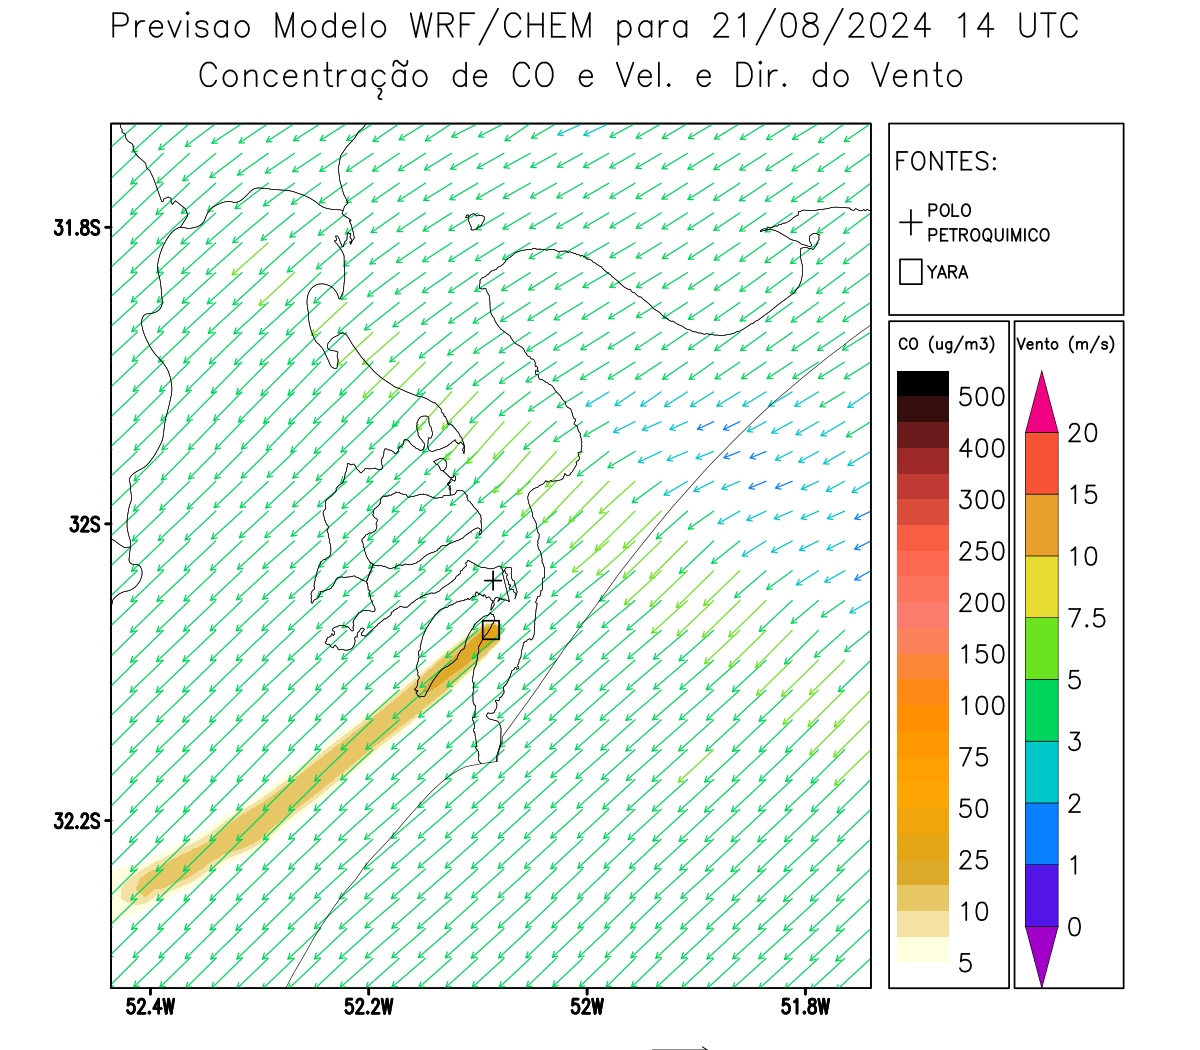 Previsao Modelo WRF/CHEM para 21/08/2024 14 UTC
Concentração de CO e Vel. e Dir. do Vento
FONTES:
POLO
PETROQUIMICO
YARA
CO (ug/m3)
500
400
300
250
200
150
100
75
50
25
10
5
Vento (m/s)
20
15
10
7.5
5
3
2
1
0
31.8S
32S
32.2S
52.4W
52.2W
52W
51.8W